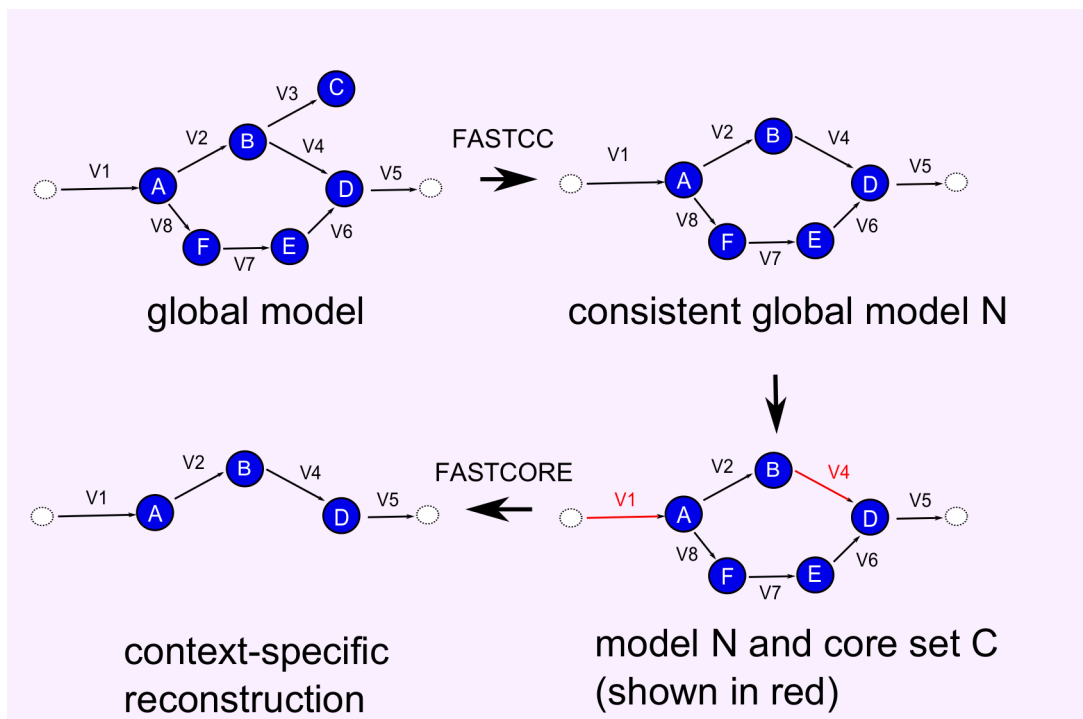 C
V3
V2
B
V4
V1
A
D
V5
V8
F
E
V6
V7
global model
FASTCC
B
V2
V4
V1
A
D
V5
V8
F
E
V6
V7
consistent global model N
B
V2
V4
V1
A
D
V5
FASTCORE
B
V2
V4
V1
A
D
V5
V8
F
E
V6
V7
context-specific
reconstruction
model N and core set C
(shown in red)